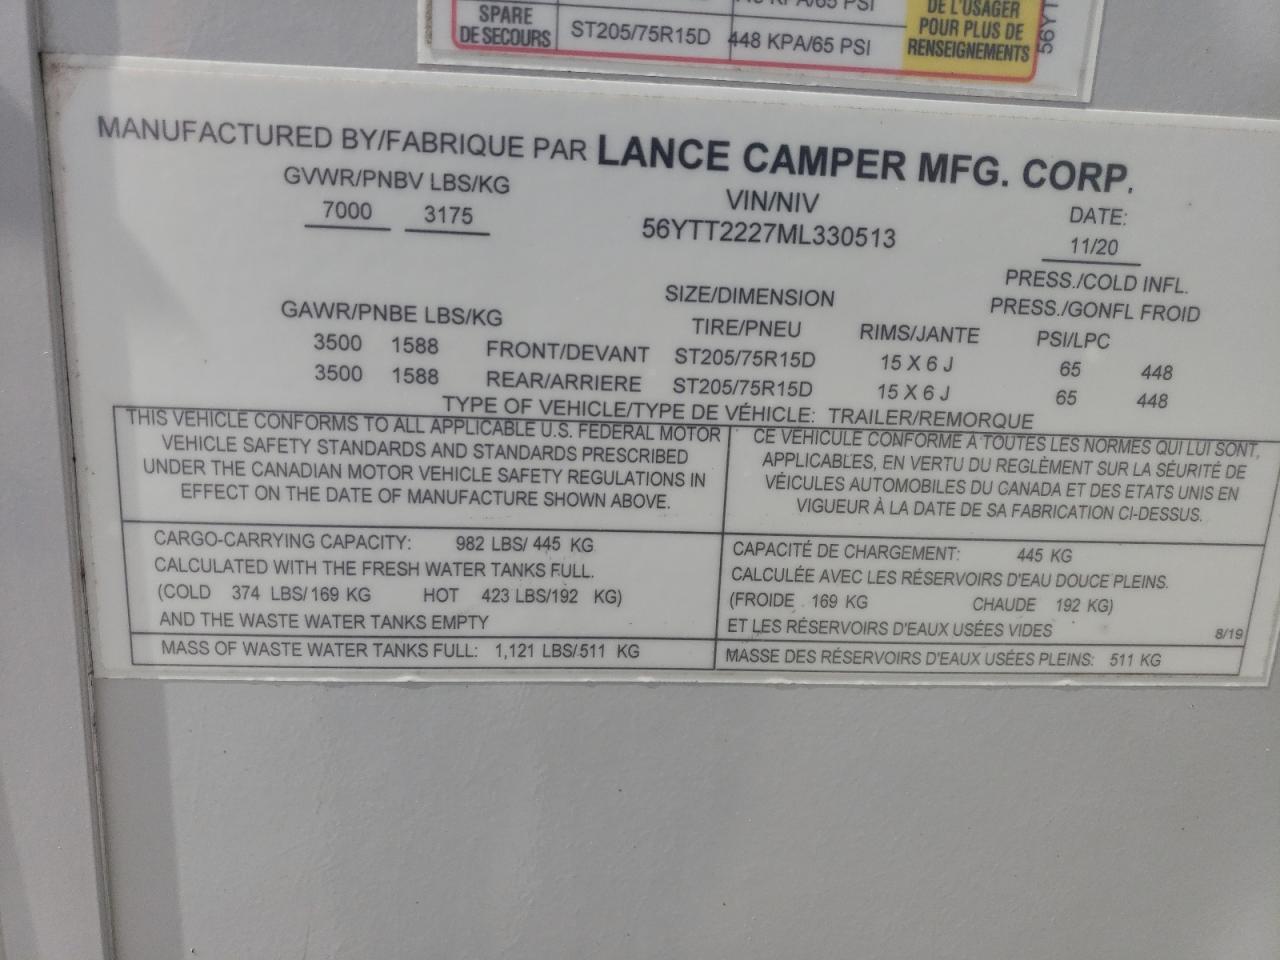 KPA/65 PSI
DE L'USAGER
SPARE
DE SECOURS
ST205/75R15D
448 KPA/65 PSI
POUR PLUS DE
RENSEIGNEMENTS
56YT
MANUFACTURED BY/FABRIQUE PAR LANCE CAMPER MFG. CORP.
GVWR/PNBV LBS/KG
VIN/NIV
DATE:
7000 3175
56YTT2227ML330513
11/20
PRESS./COLD INFL.
SIZE/DIMENSION
PRESS./GONFL FROID
GAWR/PNBE LBS/KG
TIRE/PNEU
RIMS/JANTE
PSI/LPC
3500 1588 FRONT/DEVANT ST205/75R15D 15 X 6 J 65 448
3500 1588 REAR/ARRIERE ST205/75R15D 15 X 6 J 65 448
TYPE OF VEHICLE/TYPE DE VÉHICLE: TRAILER/REMORQUE
THIS VEHICLE CONFORMS TO ALL APPLICABLE U.S. FEDERAL MOTOR
VEHICLE SAFETY STANDARDS AND STANDARDS PRESCRIBED
UNDER THE CANADIAN MOTOR VEHICLE SAFETY REGULATIONS IN
EFFECT ON THE DATE OF MANUFACTURE SHOWN ABOVE.
CE VÉHICULE CONFORME À TOUTES LES NORMES QUI LUI SONT,
APPLICABLES, EN VERTU DU REGLÈMENT SUR LA SÉURITÉ DE
VÉICULES AUTOMOBILES DU CANADA ET DES ETATS UNIS EN
VIGUEUR À LA DATE DE SA FABRICATION CI-DESSUS.
CARGO-CARRYING CAPACITY: 982 LBS/ 445 KG
CALCULATED WITH THE FRESH WATER TANKS FULL.
(COLD 374 LBS/169 KG HOT 423 LBS/192 KG)
AND THE WASTE WATER TANKS EMPTY
CAPACITÉ DE CHARGEMENT: 445 KG
CALCULÉE AVEC LES RÉSERVOIRS D'EAU DOUCE PLEINS.
(FROIDE 169 KG CHAUDE 192 KG)
ET LES RÉSERVOIRS D'EAUX USÉES VIDES 8/19
MASS OF WASTE WATER TANKS FULL: 1,121 LBS/511 KG
MASSE DES RÉSERVOIRS D'EAUX USÉES PLEINS: 511 KG